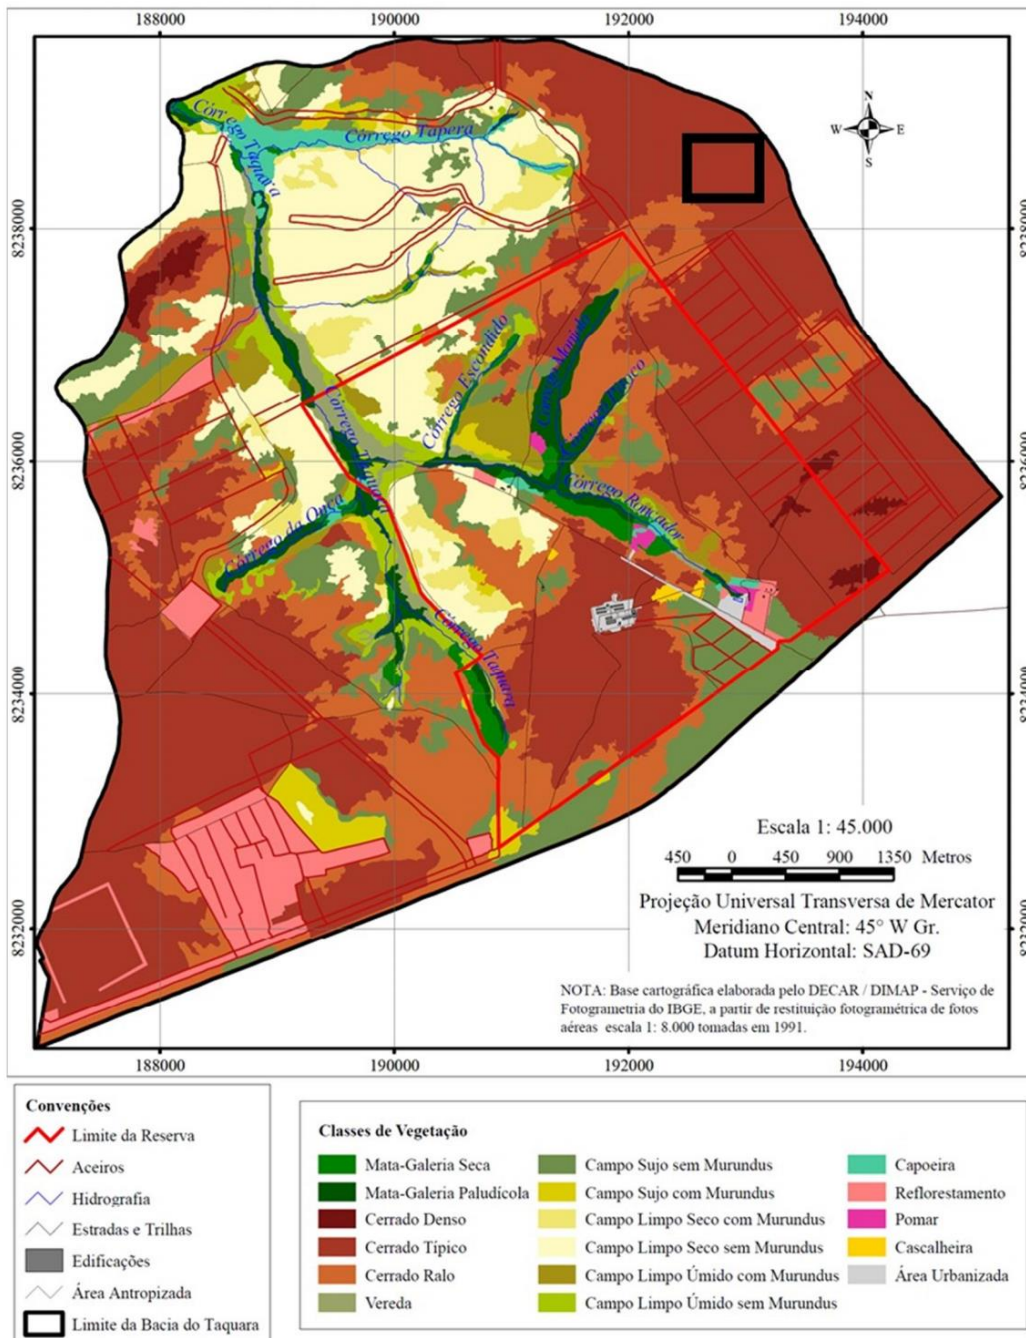 188000 190000 192000 194000
N
W E
S
8238000 8238000
8236000 8236000
8234000 8234000
8232000 8232000
Córrego Taquara
Córrego Tapera
Córrego Escondido
Córrego Monjolo
Córrego Roncador
Córrego Taquara
Córrego da Onça
Córrego Taquara
Escala 1: 45.000
450 0 450 900 1350 Metros
Projeção Universal Transversa de Mercator
Meridiano Central: 45° W Gr.
Datum Horizontal: SAD-69
NOTA: Base cartográfica elaborada pelo DECAR / DIMAP - Serviço de
Fotogrametria do IBGE, a partir de restituição fotogramétrica de fotos
aéreas escala 1: 8.000 tomadas em 1991.
188000 190000 192000 194000
Convenções
Limite da Reserva
Aceiros
Hidrografia
Estradas e Trilhas
Edificações
Área Antropizada
Limite da Bacia do Taquara
Classes de Vegetação
Mata-Galeria Seca
Mata-Galeria Paludícola
Cerrado Denso
Cerrado Típico
Cerrado Ralo
Vereda
Campo Sujo sem Murundus
Campo Sujo com Murundus
Campo Limpo Seco com Murundus
Campo Limpo Seco sem Murundus
Campo Limpo Úmido com Murundus
Campo Limpo Úmido sem Murundus
Capoeira
Reflorestamento
Pomar
Cascalheira
Área Urbanizada